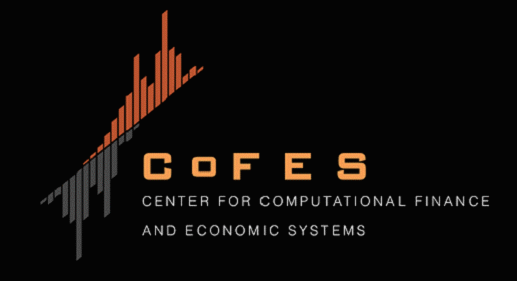 CoFES
CENTER FOR COMPUTATIONAL FINANCE
AND ECONOMIC SYSTEMS